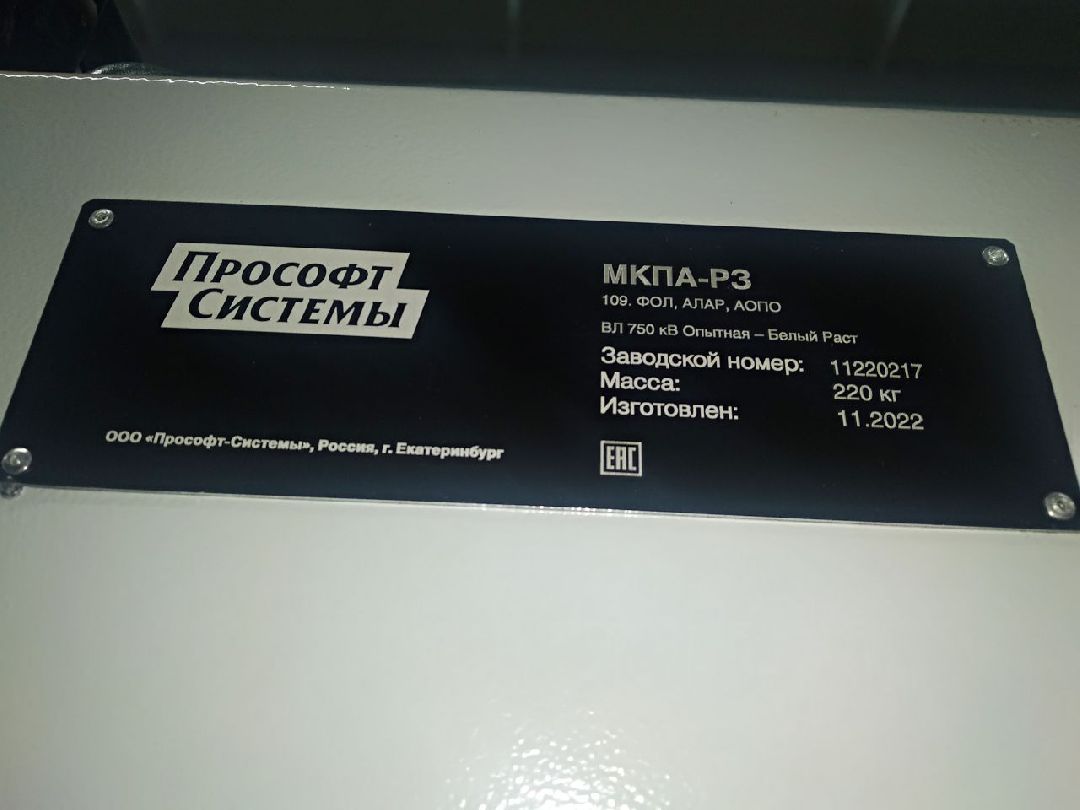 ПРОСОФТ
СИСТЕМЫ
ООО «Прософт-Системы», Россия, г. Екатеринбург
МКПА-РЗ
109. ФОЛ, АЛАР, АОПО
ВЛ 750 кВ Опытная – Белый Раст
Заводской номер: 11220217
Масса: 220 кг
Изготовлен: 11.2022
ЕАС